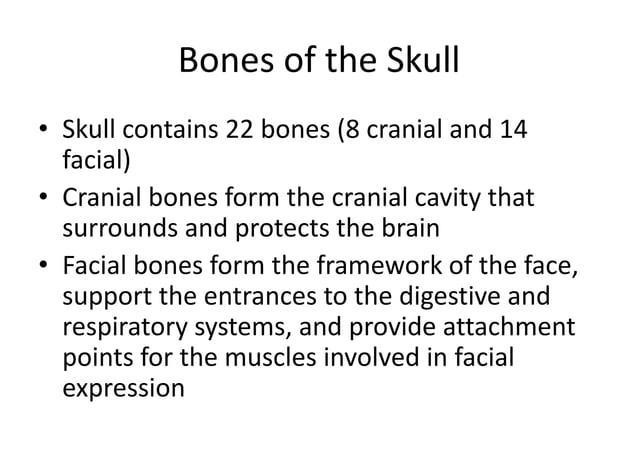 Bones of the Skull
• Skull contains 22 bones (8 cranial and 14
facial)
• Cranial bones form the cranial cavity that
surrounds and protects the brain
• Facial bones form the framework of the face,
support the entrances to the digestive and
respiratory systems, and provide attachment
points for the muscles involved in facial
expression